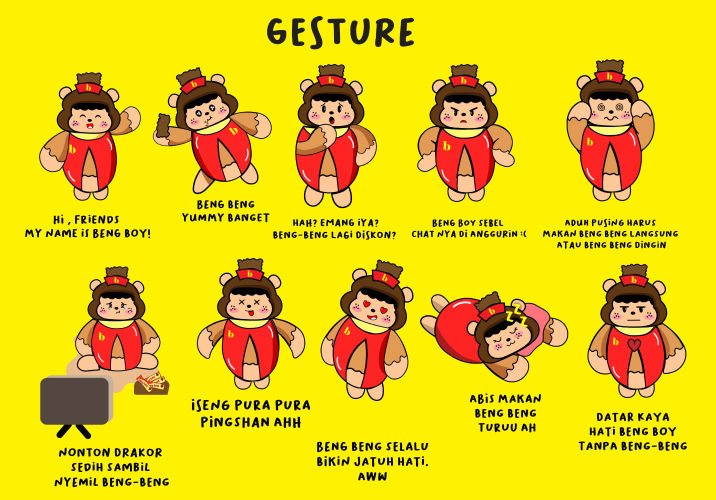 GESTURE
Hi , FRiENDS
MY NAME iS BENG BOY!
BENG BENG
YUMMY BANGET
HAH? EMANG iYA?
BENG-BENG LAGi DiSKON?
BENG BOY SEBEL
CHAT NYA Di ANGGURiN :(
ADUH PUSiNG HARUS
MAKAN BENG BENG LANGSUNG
ATAU BENG BENG DiNGiN
NONTON DRAKOR
SEDiH SAMBiL
NYEMiL BENG-BENG
iSENG PURA PURA
PiNGSHAN AHH
BENG BENG SELALU
BiKiN JATUH HATi.
AWW
ABiS MAKAN
BENG BENG
TURUU AH
DATAR KAYA
HATi BENG BOY
TANPA BENG-BENG